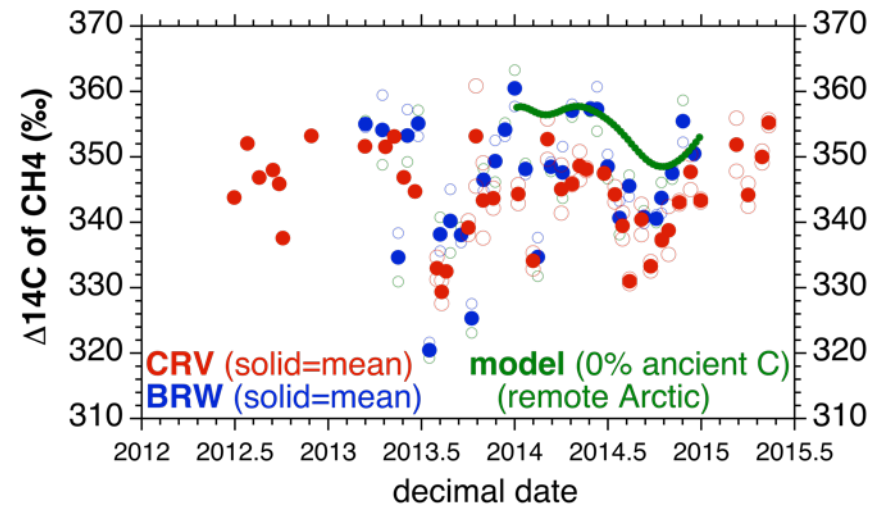 370 370
360 360
350 350
340 340
330 330
320 320
310 310
Δ14C of CH4 (‰)
CRV (solid=mean) model (0% ancient C)
BRW (solid=mean) (remote Arctic)
2012 2012.5 2013 2013.5 2014 2014.5 2015 2015.5
decimal date